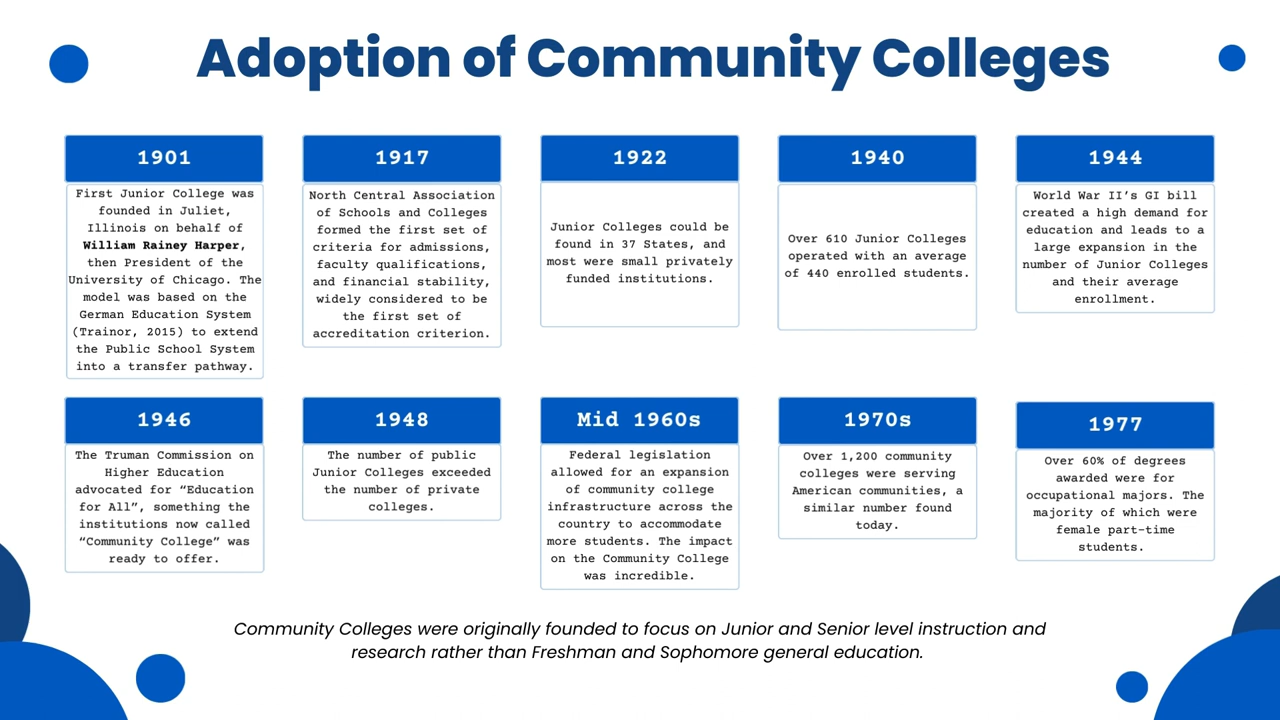 Adoption of Community Colleges
1901
First Junior College was
founded in Juliet,
Illinois on behalf of
William Rainey Harper,
then President of the
University of Chicago. The
model was based on the
German Education System
(Trainor, 2015) to extend
the Public School System
into a transfer pathway.
1917
North Central Association
of Schools and Colleges
formed the first set of
criteria for admissions,
faculty qualifications,
and financial stability,
widely considered to be
the first set of
accreditation criterion.
1922
Junior Colleges could be
found in 37 States, and
most were small privately
funded institutions.
1940
Over 610 Junior Colleges
operated with an average
of 440 enrolled students.
1944
World War II’s GI bill
created a high demand for
education and leads to a
large expansion in the
number of Junior Colleges
and their average
enrollment.
1946
The Truman Commission on
Higher Education
advocated for “Education
for All”, something the
institutions now called
“Community College” was
ready to offer.
1948
The number of public
Junior Colleges exceeded
the number of private
colleges.
Mid 1960s
Federal legislation
allowed for an expansion
of community college
infrastructure across the
country to accommodate
more students. The impact
on the Community College
was incredible.
1970s
Over 1,200 community
colleges were serving
American communities, a
similar number found
today.
1977
Over 60% of degrees
awarded were for
occupational majors. The
majority of which were
female part-time
students.
Community Colleges were originally founded to focus on Junior and Senior level instruction and
research rather than Freshman and Sophomore general education.